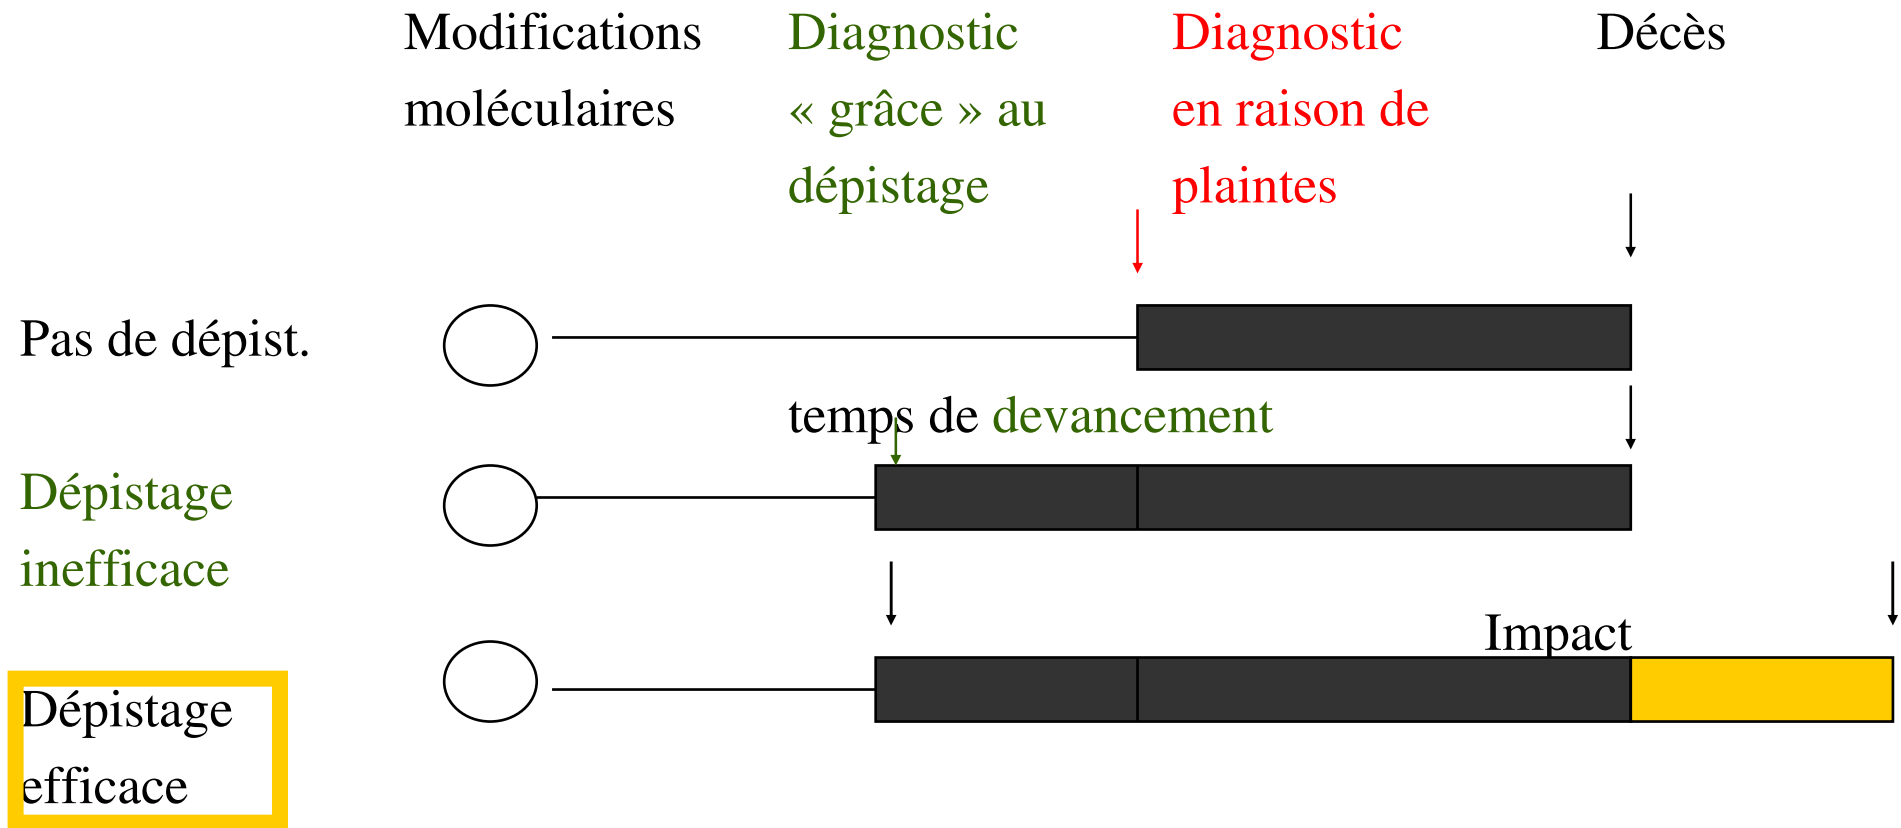 Modifications
moléculaires
Diagnostic
« grâce » au
dépistage
Diagnostic
en raison de
plaintes
Décès
Pas de dépist.
temps de devancement
Dépistage
inefficace
Impact
Dépistage
efficace